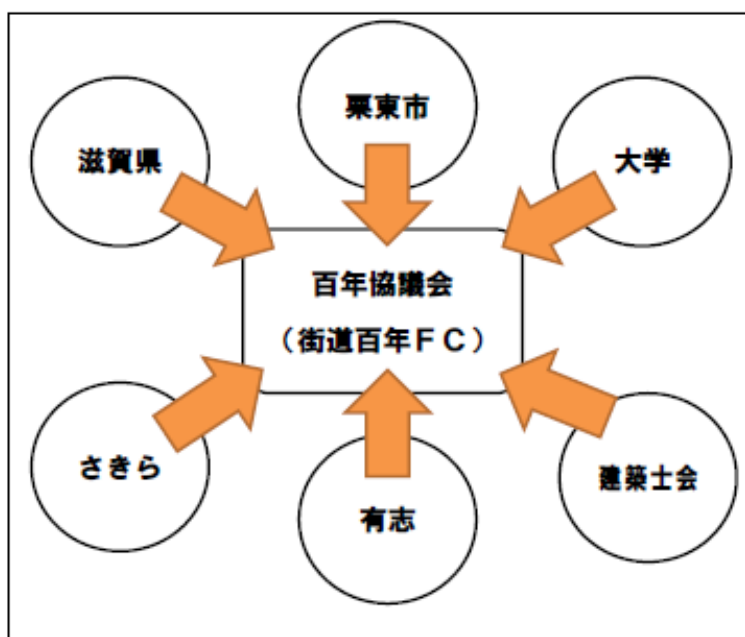 栗東市
滋賀県
大学
百年協議会
（街道百年ＦＣ）
さきら
建築士会
有志